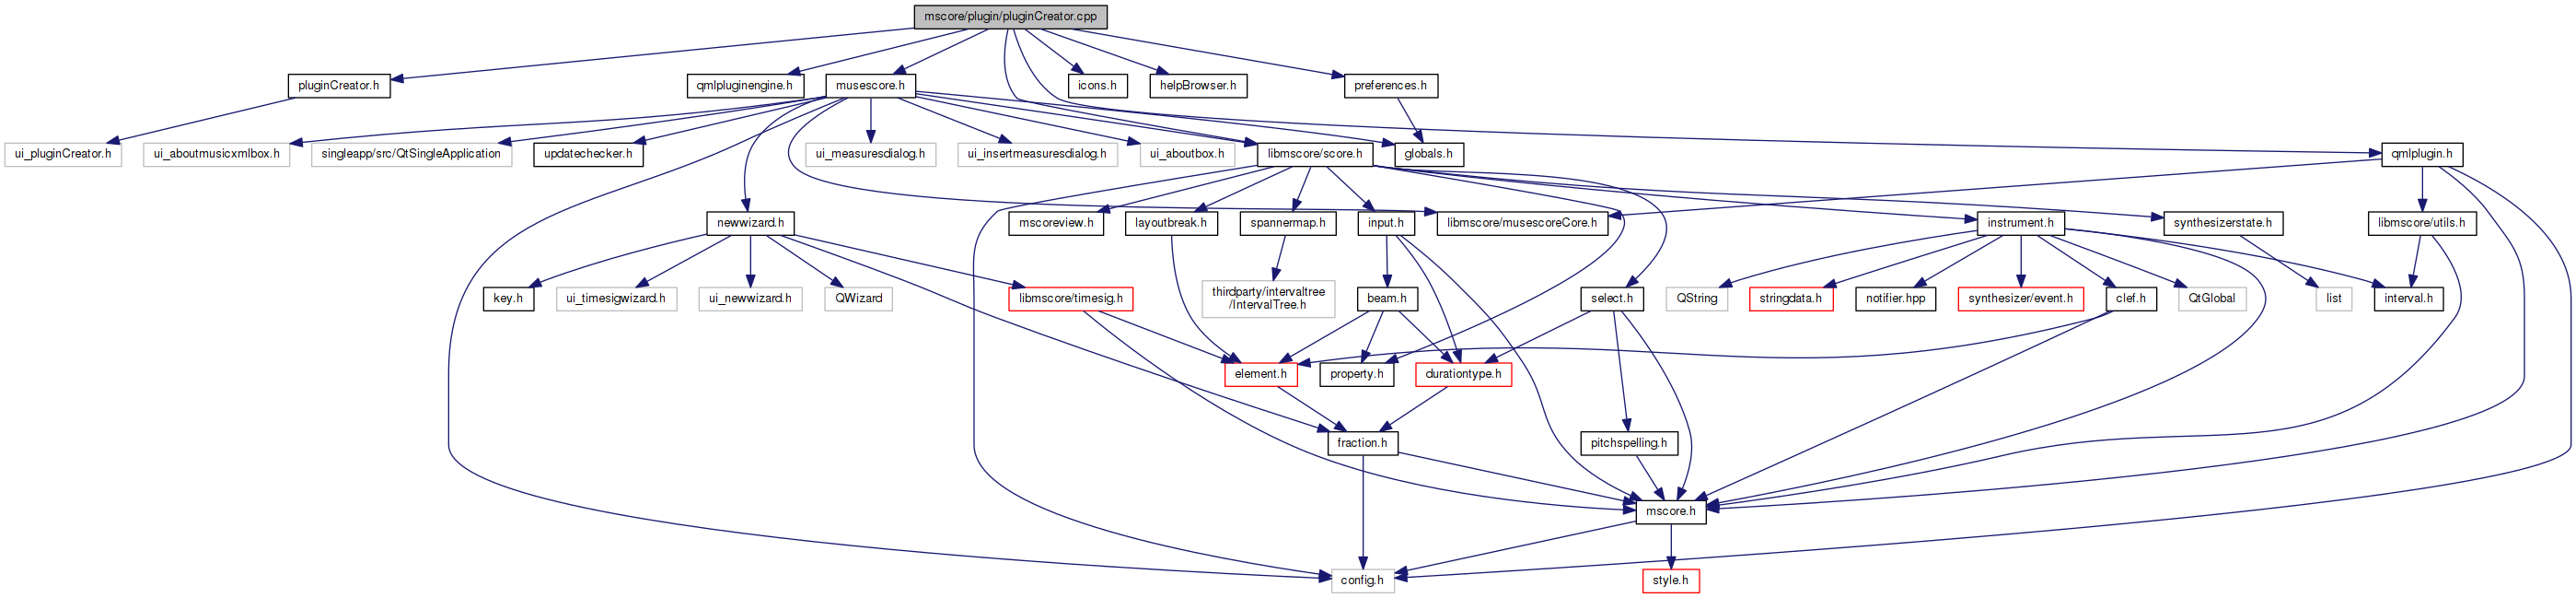 mscore/plugin/pluginCreator.cpp
pluginCreator.h
qmlpluginengine.h
musescore.h
icons.h
helpBrowser.h
preferences.h
ui_pluginCreator.h
ui_aboutmusicxmlbox.h
singleapp/src/QtSingleApplication
updatechecker.h
ui_measuresdialog.h
ui_insertmeasuresdialog.h
ui_aboutbox.h
libmscore/score.h
globals.h
qmlplugin.h
newwizard.h
mscoreview.h
layoutbreak.h
spannermap.h
input.h
libmscore/musescoreCore.h
instrument.h
synthesizerstate.h
libmscore/utils.h
key.h
ui_timesigwizard.h
ui_newwizard.h
QWizard
libmscore/timesig.h
thirdparty/intervaltree
/IntervalTree.h
beam.h
select.h
QString
stringdata.h
notifier.hpp
synthesizer/event.h
clef.h
QtGlobal
list
interval.h
element.h
property.h
durationtype.h
fraction.h
pitchspelling.h
mscore.h
config.h
style.h